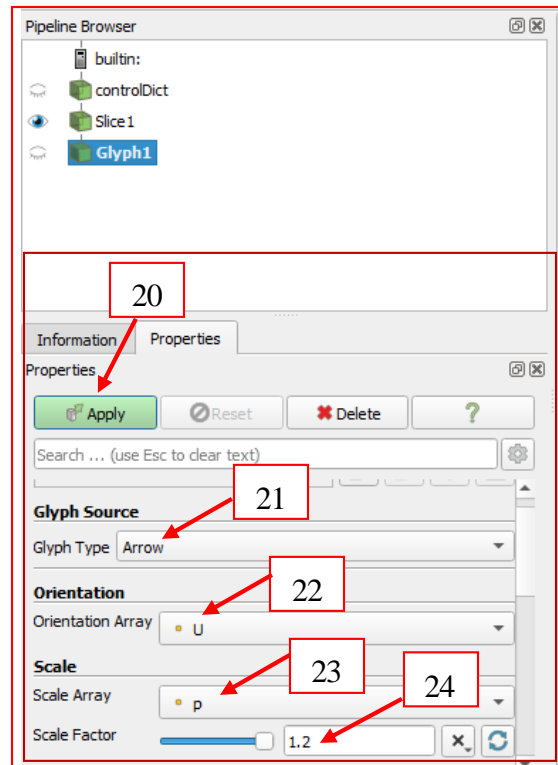 Pipeline Browser
builtin:
controlDict
Slice1
Glyph1
20
Information Properties
Properties
Apply Reset Delete ?
Search ... (use Esc to clear text)
21
Glyph Source
Glyph Type Arrow
22
Orientation
Orientation Array U
23
24
Scale
Scale Array p
Scale Factor 1.2